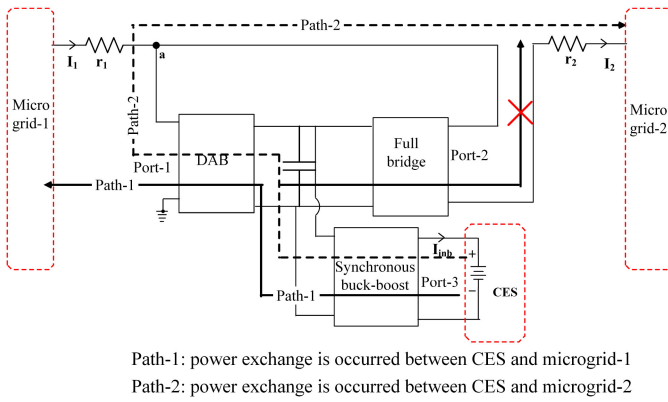 Path-2
I1
r1
a
r2
I2
Micro
grid-1
Path-2
Micro
grid-2
Port-1
DAB
Full
bridge
Port-2
Path-1
Iinb
+
Synchronous
buck-boost
Port-3
−
CES
Path-1
Path-1: power exchange is occurred between CES and microgrid-1
Path-2: power exchange is occurred between CES and microgrid-2